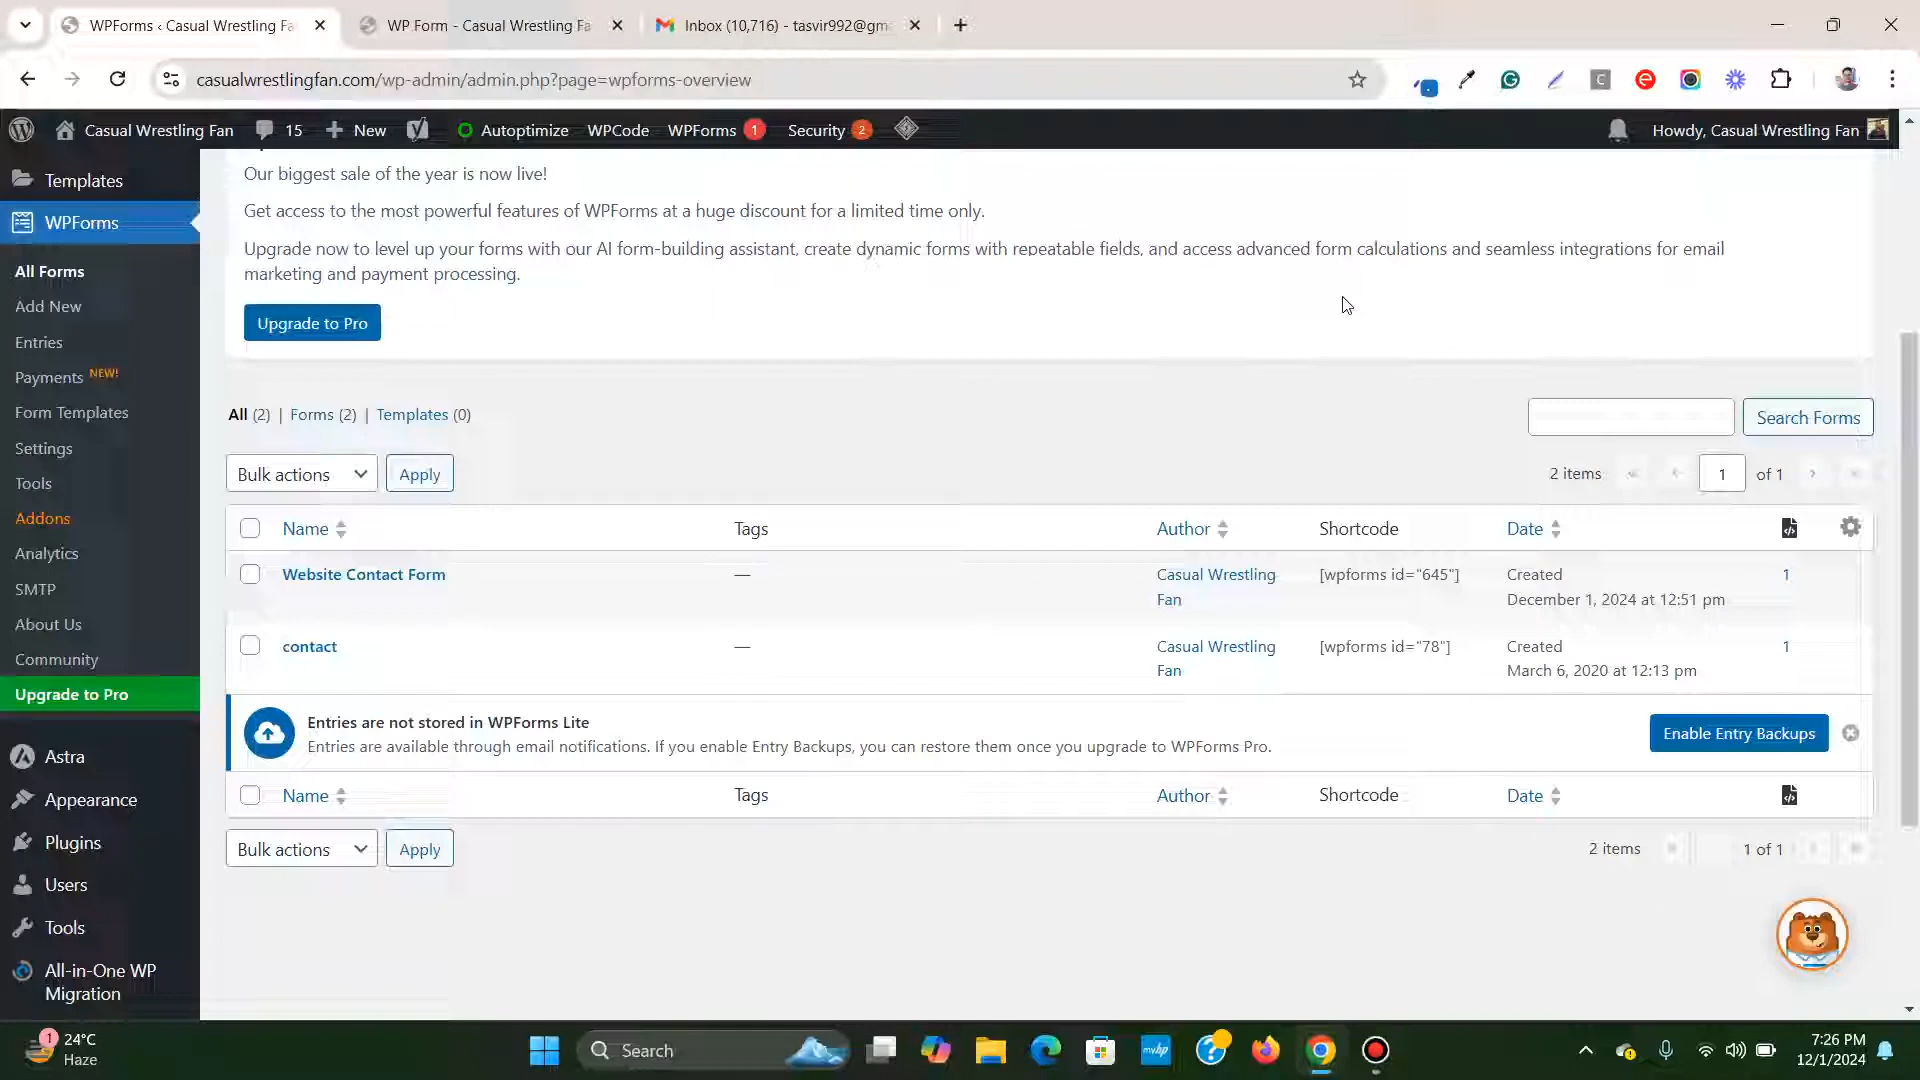 WPForms ‹ Casual Wrestling Fa
WP Form - Casual Wrestling Fa
Inbox (10,716) - tasvir992@gm
casualwrestlingfan.com/wp-admin/admin.php?page=wpforms-overview
Casual Wrestling Fan
15
New
Autoptimize
WPCode
WPForms 1
Security 2
Howdy, Casual Wrestling Fan
Templates
WPForms
All Forms
Add New
Entries
Payments NEW!
Form Templates
Settings
Tools
Addons
Analytics
SMTP
About Us
Community
Upgrade to Pro
Astra
Appearance
Plugins
Users
Tools
All-in-One WP
Migration
Our biggest sale of the year is now live!
Get access to the most powerful features of WPForms at a huge discount for a limited time only.
Upgrade now to level up your forms with our AI form-building assistant, create dynamic forms with repeatable fields, and access advanced form calculations and seamless integrations for email
marketing and payment processing.
Upgrade to Pro
All (2) | Forms (2) | Templates (0)
Search Forms
Bulk actions
Apply
2 items « ← 1 of 1 › »
Name Tags Author Shortcode Date
Website Contact Form — Casual Wrestling [wpforms id="645"] Created 1
Fan December 1, 2024 at 12:51 pm
contact — Casual Wrestling [wpforms id="78"] Created 1
Fan March 6, 2020 at 12:13 pm
Entries are not stored in WPForms Lite
Entries are available through email notifications. If you enable Entry Backups, you can restore them once you upgrade to WPForms Pro.
Enable Entry Backups
Name Tags Author Shortcode Date
Bulk actions
Apply
2 items 1 of 1
1
24°C
Haze
Search
7:26 PM
12/1/2024